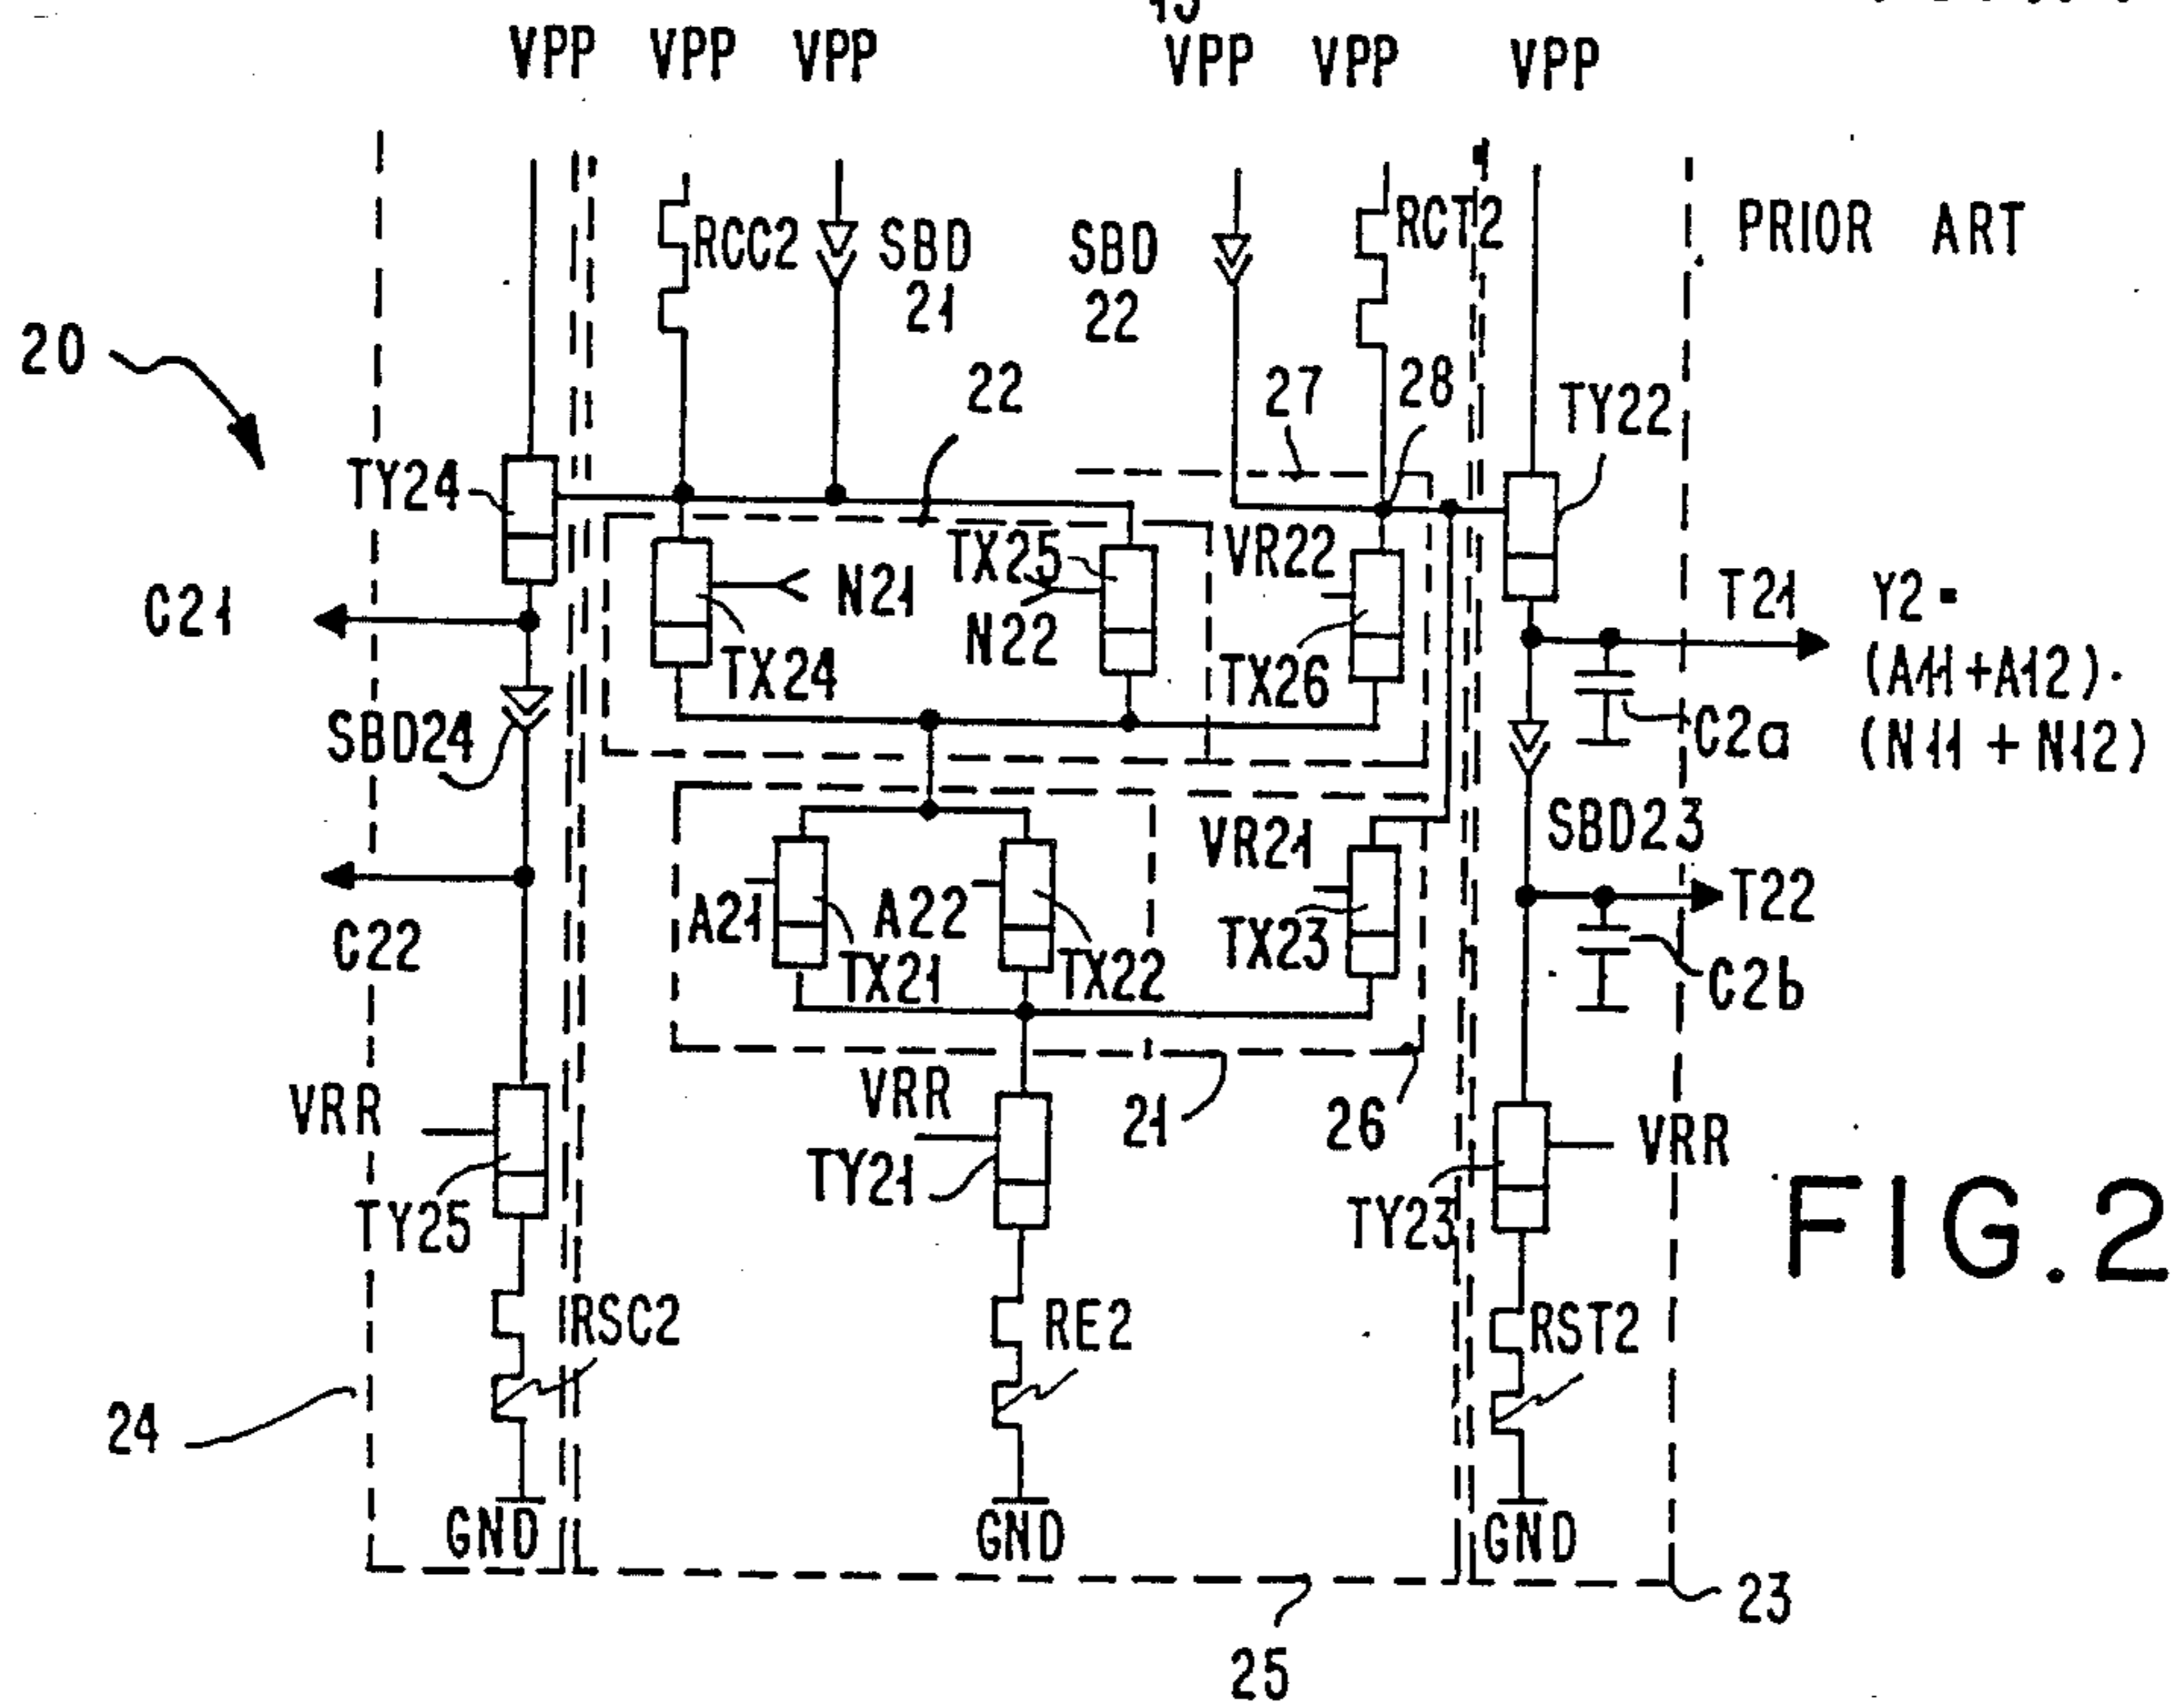 VPP VPP VPP VPP VPP VPP
RCC2 SBD 21 SBD 22 RCT2 PRIOR ART
20
22 27 28 TY22
TY24
TX25 VR22
C21 N21 N22 T21 Y2=
TX24 TX26 (A11+A12).
SBD24 C2a (N11+N12)
VR21 SBD23
A21 A22 TX23 T22
C22 TX21 TX22 C2b
VRR VRR 21 26 VRR
TY25 TY21 TY23 FIG.2
RSC2 RE2 RST2
24
GND GND GND
23
25